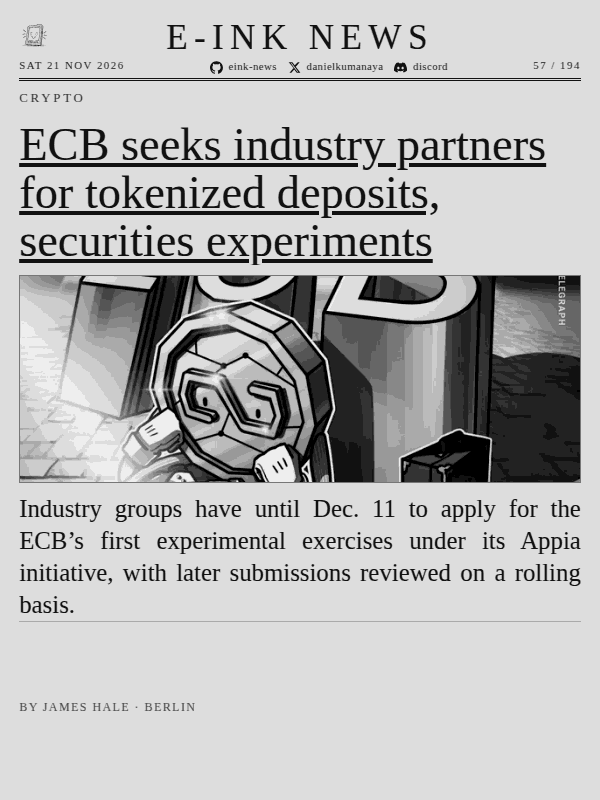 E-INK NEWS
SAT 21 NOV 2026
eink-news danielkumanaya discord
57 / 194
CRYPTO
ECB seeks industry partners
for tokenized deposits,
securities experiments
Industry groups have until Dec. 11 to apply for the
ECB’s first experimental exercises under its Appia
initiative, with later submissions reviewed on a rolling
basis.
BY JAMES HALE · BERLIN